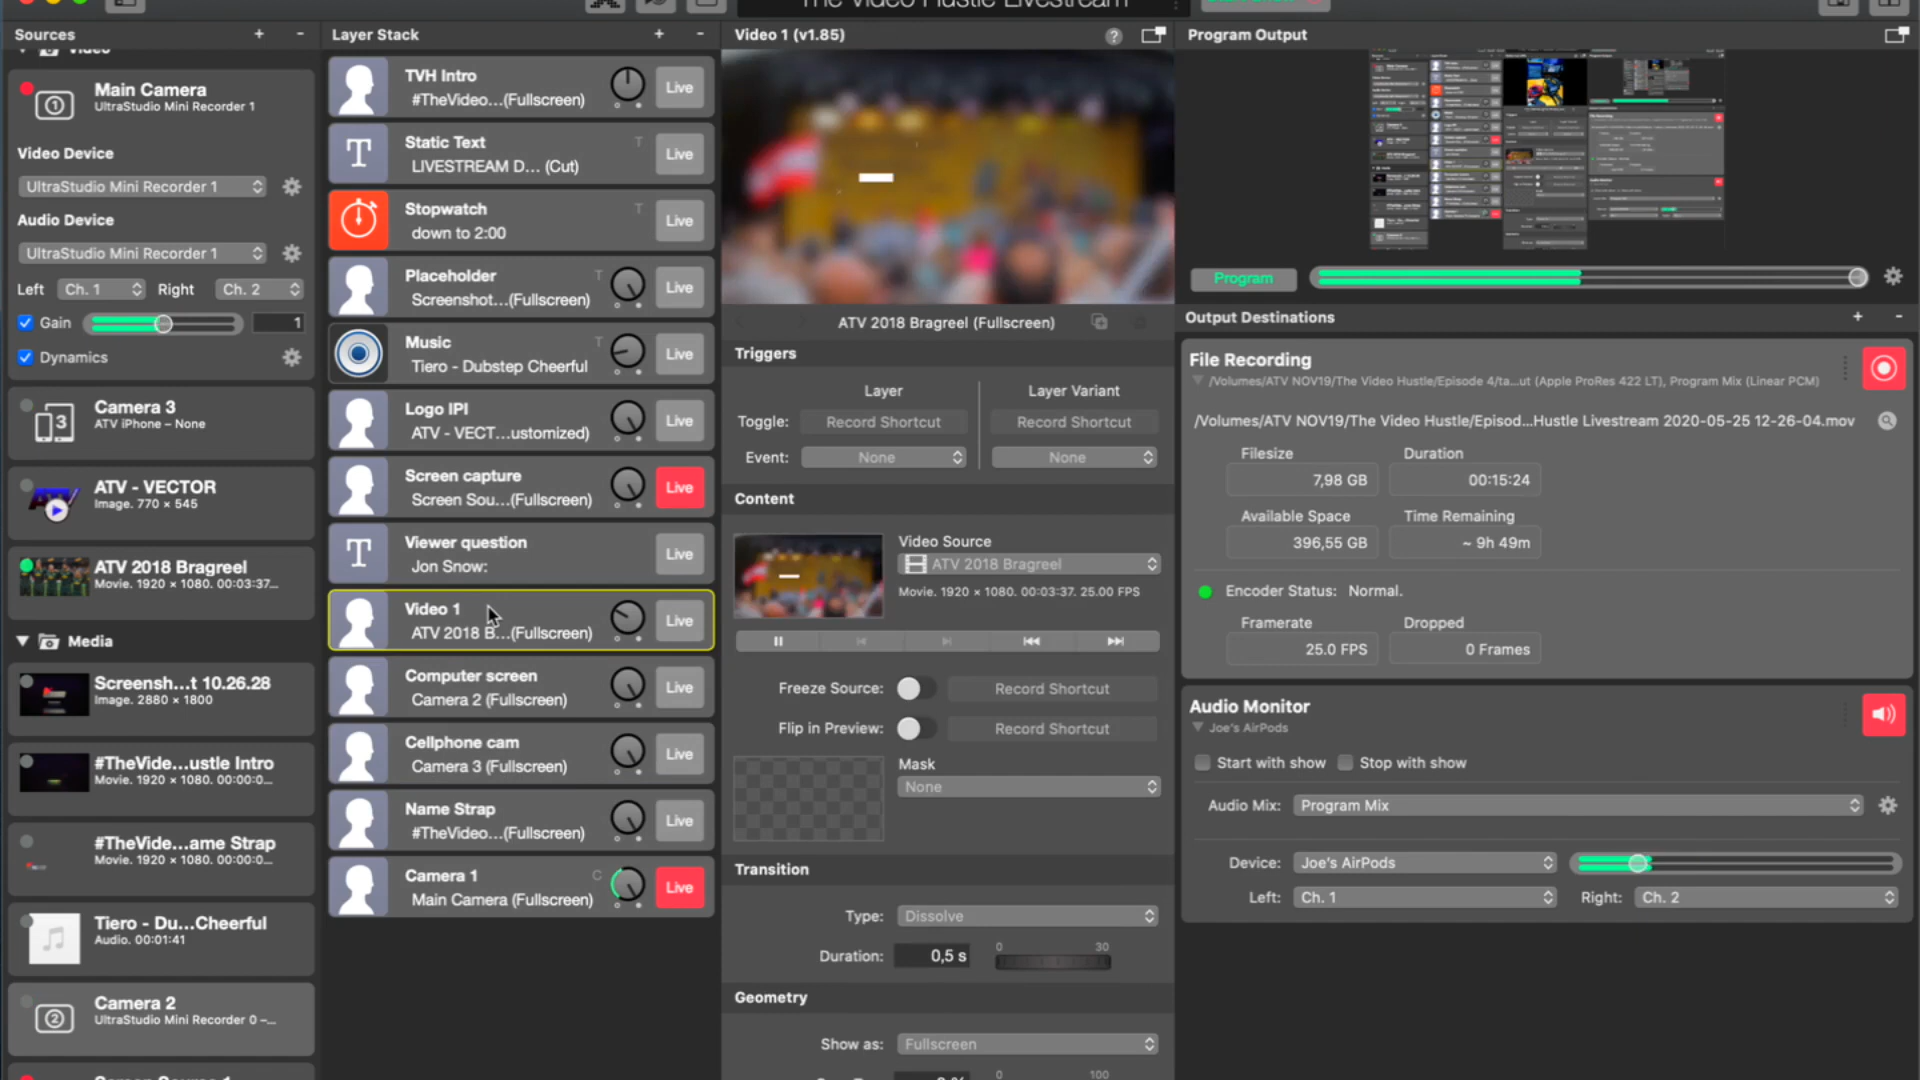 The Video Hustle Livestream
Sources + -
Video
Main Camera
UltraStudio Mini Recorder 1
Video Device
UltraStudio Mini Recorder 1
Audio Device
UltraStudio Mini Recorder 1
Left Ch. 1 Right Ch. 2
Gain 1
Dynamics
Camera 3
ATV iPhone – None
ATV - VECTOR
Image. 770 × 545
ATV 2018 Bragreel
Movie. 1920 × 1080. 00:03:37...
Media
Screensh...t 10.26.28
Image. 2880 × 1800
#TheVide...ustle Intro
Movie. 1920 × 1080. 00:00:0...
#TheVide...ame Strap
Movie. 1920 × 1080. 00:00:0...
Tiero - Du...Cheerful
Audio. 00:01:41
Camera 2
UltraStudio Mini Recorder 0 –...
Layer Stack + -
TVH Intro
#TheVideo...(Fullscreen) Live
Static Text T
LIVESTREAM D... (Cut) Live
Stopwatch T
down to 2:00 Live
Placeholder T
Screenshot...(Fullscreen) Live
Music T
Tiero - Dubstep Cheerful Live
Logo IPI
ATV - VECT...ustomized) Live
Screen capture
Screen Sou...(Fullscreen) Live
Viewer question
Jon Snow: Live
Video 1
ATV 2018 B...(Fullscreen) Live
Computer screen
Camera 2 (Fullscreen) Live
Cellphone cam
Camera 3 (Fullscreen) Live
Name Strap
#TheVideo...(Fullscreen) Live
Camera 1 C
Main Camera (Fullscreen) Live
Video 1 (v1.85) ?
ATV 2018 Bragreel (Fullscreen)
Triggers
Layer Layer Variant
Toggle: Record Shortcut Record Shortcut
Event: None None
Content
Video Source
ATV 2018 Bragreel
Movie. 1920 × 1080. 00:03:37. 25.00 FPS
Freeze Source: Record Shortcut
Flip in Preview: Record Shortcut
Mask
None
Transition
Type: Dissolve
Duration: 0,5 s 0 30
Geometry
Show as: Fullscreen
0 100
Program Output
Program
Output Destinations + -
File Recording
/Volumes/ATV NOV19/The Video Hustle/Episode 4/ta...ut (Apple ProRes 422 LT), Program Mix (Linear PCM)
/Volumes/ATV NOV19/The Video Hustle/Episod...Hustle Livestream 2020-05-25 12-26-04.mov
Filesize Duration
7,98 GB 00:15:24
Available Space Time Remaining
396,55 GB ~ 9h 49m
Encoder Status: Normal.
Framerate Dropped
25.0 FPS 0 Frames
Audio Monitor
Joe's AirPods
Start with show Stop with show
Audio Mix: Program Mix
Device: Joe's AirPods
Left: Ch. 1 Right: Ch. 2